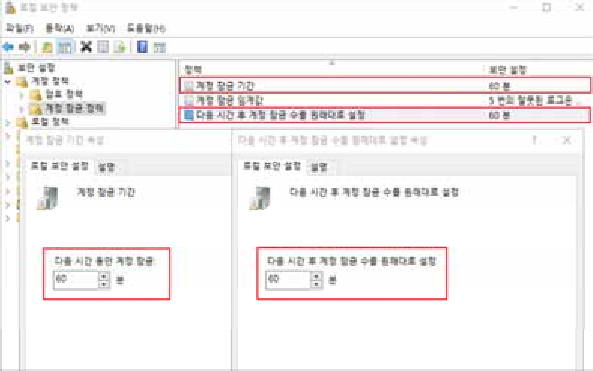 로컬 보안 정책
파일(F) 동작(A) 보기(V) 도움말(H)
보안 설정
계정 정책
암호 정책
계정 잠금 정책
로컬 정책
정책 보안 설정
계정 잠금 기간 60 분
계정 잠금 임계값 5 번의 잘못된 로그온 ..
다음 시간 후 계정 잠금 수를 원래대로 설정 60 분
계정 잠금 기간 속성
로컬 보안 설정 설명
계정 잠금 기간
다음 시간 동안 계정 잠금:
60 분
다음 시간 후 계정 잠금 수를 원래대로 설정 속성 ? ×
로컬 보안 설정 설명
다음 시간 후 계정 잠금 수를 원래대로 설정
다음 시간 후 계정 잠금 수를 원래대로 설정
60 분